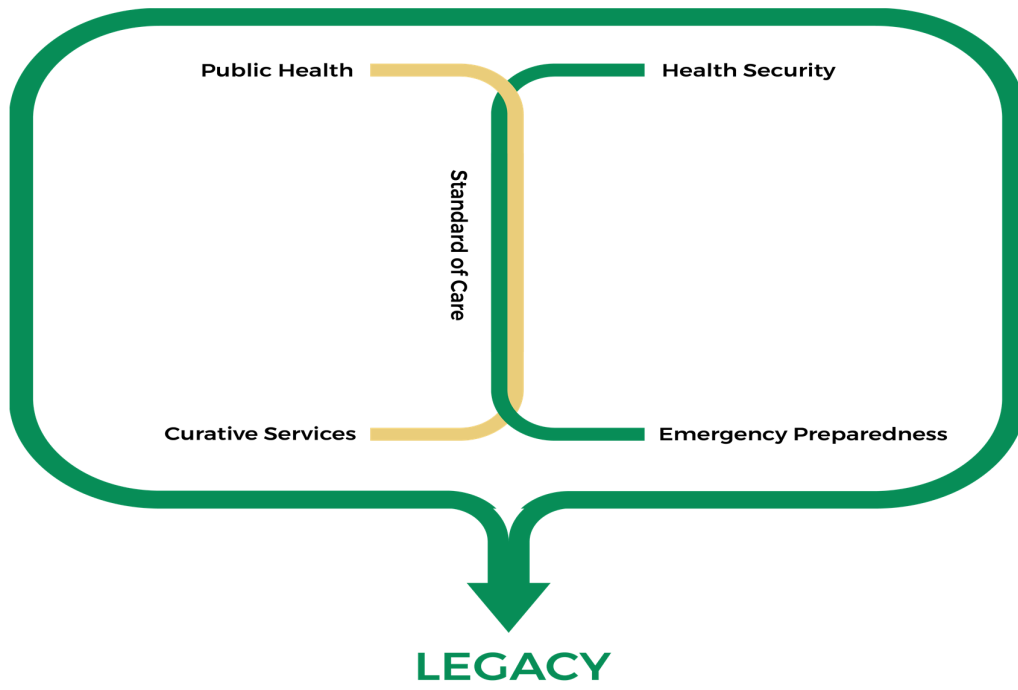 Public Health
Health Security
Standard of Care
Curative Services
Emergency Preparedness
LEGACY